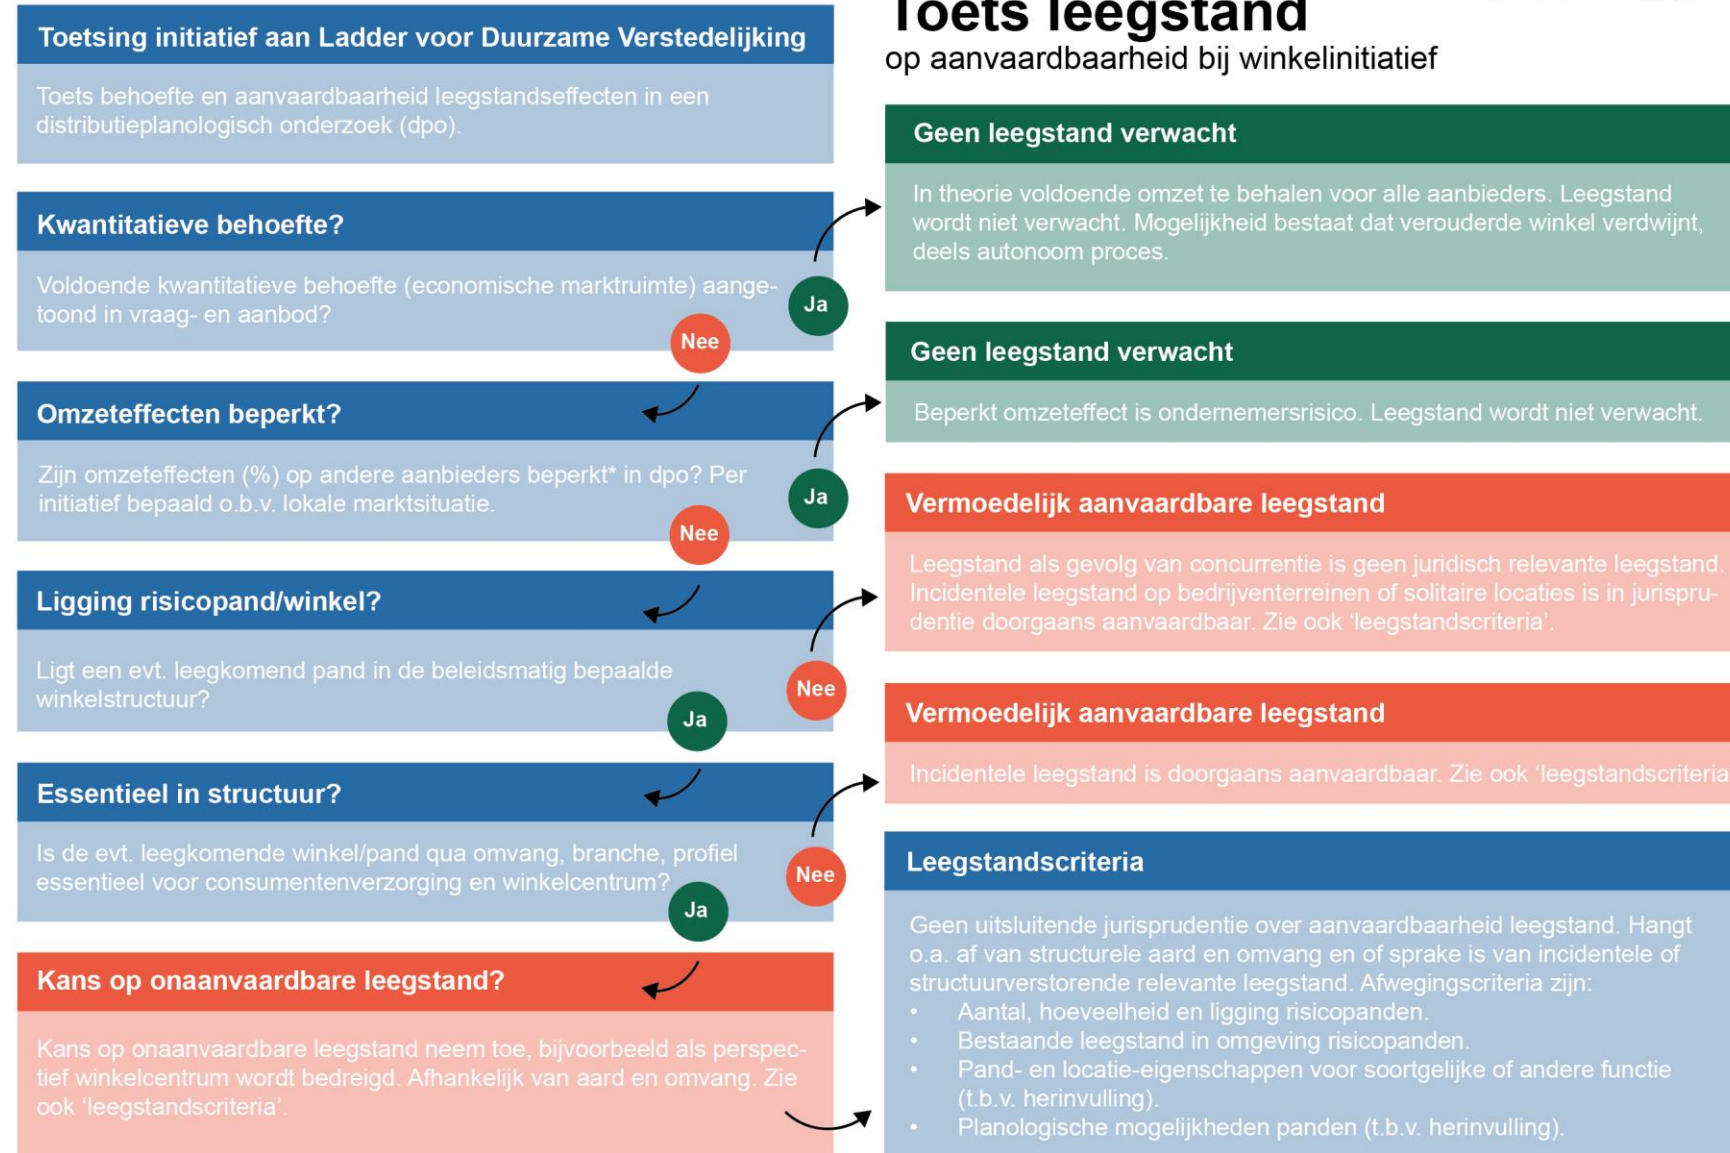 Toets leegstand
op aanvaardbaarheid bij winkelinitiatief
Toetsing initiatief aan Ladder voor Duurzame Verstedelijking
Toets behoefte en aanvaardbaarheid leegstandseffecten in een
distributieplanologisch onderzoek (dpo).
Kwantitatieve behoefte?
Voldoende kwantitatieve behoefte (economische marktruimte) aange-
toond in vraag- en aanbod?
Ja
Nee
Geen leegstand verwacht
In theorie voldoende omzet te behalen voor alle aanbieders. Leegstand
wordt niet verwacht. Mogelijkheid bestaat dat verouderde winkel verdwijnt,
deels autonoom proces.
Omzeteffecten beperkt?
Zijn omzeteffecten (%) op andere aanbieders beperkt* in dpo? Per
initiatief bepaald o.b.v. lokale marktsituatie.
Ja
Nee
Geen leegstand verwacht
Beperkt omzeteffect is ondernemersrisico. Leegstand wordt niet verwacht.
Ligging risicopand/winkel?
Ligt een evt. leegkomend pand in de beleidsmatig bepaalde
winkelstructuur?
Nee
Ja
Vermoedelijk aanvaardbare leegstand
Leegstand als gevolg van concurrentie is geen juridisch relevante leegstand.
Incidentele leegstand op bedrijventerreinen of solitaire locaties is in jurispru-
dentie doorgaans aanvaardbaar. Zie ook ‘leegstandscriteria’.
Essentieel in structuur?
Is de evt. leegkomende winkel/pand qua omvang, branche, profiel
essentieel voor consumentenverzorging en winkelcentrum?
Nee
Ja
Vermoedelijk aanvaardbare leegstand
Incidentele leegstand is doorgaans aanvaardbaar. Zie ook ‘leegstandscriteria
Kans op onaanvaardbare leegstand?
Kans op onaanvaardbare leegstand neem toe, bijvoorbeeld als perspec-
tief winkelcentrum wordt bedreigd. Afhankelijk van aard en omvang. Zie
ook ‘leegstandscriteria’.
Leegstandscriteria
Geen uitsluitende jurisprudentie over aanvaardbaarheid leegstand. Hangt
o.a. af van structurele aard en omvang en of sprake is van incidentele of
structuurverstorende relevante leegstand. Afwegingscriteria zijn:
• Aantal, hoeveelheid en ligging risicopanden.
• Bestaande leegstand in omgeving risicopanden.
• Pand- en locatie-eigenschappen voor soortgelijke of andere functie
(t.b.v. herinvulling).
• Planologische mogelijkheden panden (t.b.v. herinvulling).